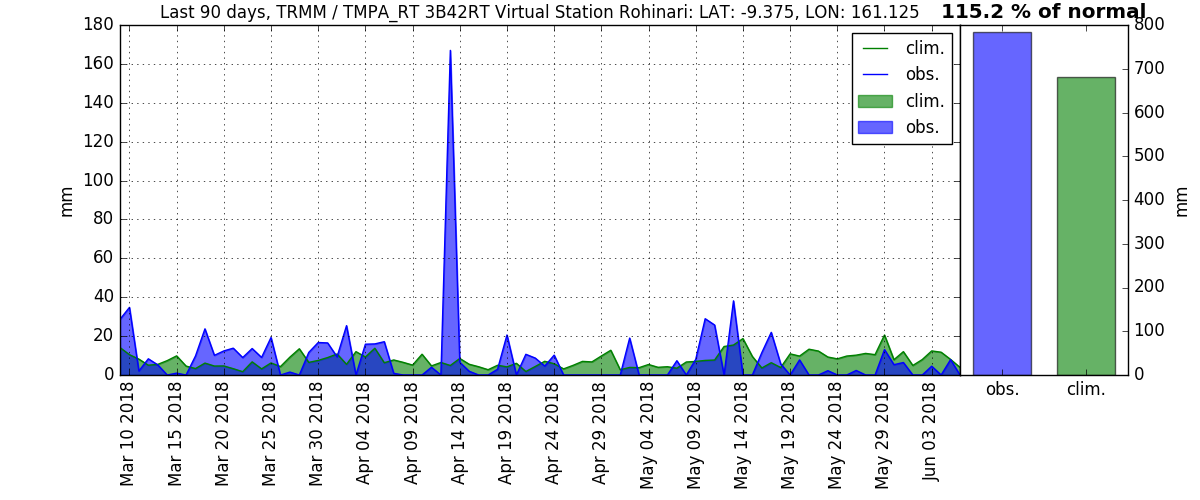 Last 90 days, TRMM / TMPA_RT 3B42RT Virtual Station Rohinari: LAT: -9.375, LON: 161.125
115.2 % of normal
180
160
140
120
100
80
60
40
20
0
mm
clim.
obs.
clim.
obs.
Mar 10 2018
Mar 15 2018
Mar 20 2018
Mar 25 2018
Mar 30 2018
Apr 04 2018
Apr 09 2018
Apr 14 2018
Apr 19 2018
Apr 24 2018
Apr 29 2018
May 04 2018
May 09 2018
May 14 2018
May 19 2018
May 24 2018
May 29 2018
Jun 03 2018
800
700
600
500
400
300
200
100
0
mm
obs.
clim.